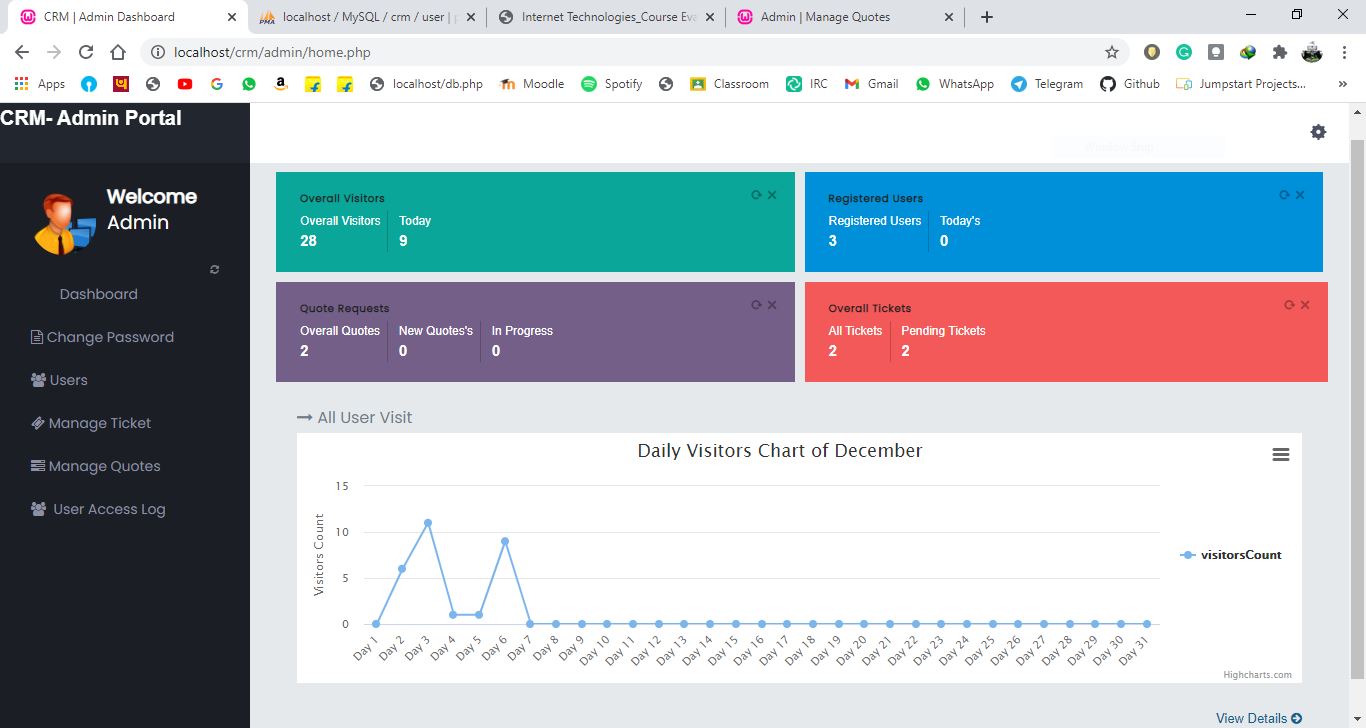 CRM | Admin Dashboard
localhost / MySQL / crm / user |
Internet Technologies_Course Eva
Admin | Manage Quotes
localhost/crm/admin/home.php
Apps
localhost/db.php
Moodle
Spotify
Classroom
IRC
Gmail
WhatsApp
Telegram
Github
Jumpstart Projects...
CRM- Admin Portal
Welcome
Admin
Dashboard
Change Password
Users
Manage Ticket
Manage Quotes
User Access Log
Overall Visitors
Overall Visitors Today
28 9
Registered Users
Registered Users Today's
3 0
Quote Requests
Overall Quotes New Quotes's In Progress
2 0 0
Overall Tickets
All Tickets Pending Tickets
2 2
All User Visit
Daily Visitors Chart of December
Visitors Count
15
10
5
0
Day 1 Day 2 Day 3 Day 4 Day 5 Day 6 Day 7 Day 8 Day 9 Day 10 Day 11 Day 12 Day 13 Day 14 Day 15 Day 16 Day 17 Day 18 Day 19 Day 20 Day 21 Day 22 Day 23 Day 24 Day 25 Day 26 Day 27 Day 28 Day 29 Day 30 Day 31
visitorsCount
Highcharts.com
View Details